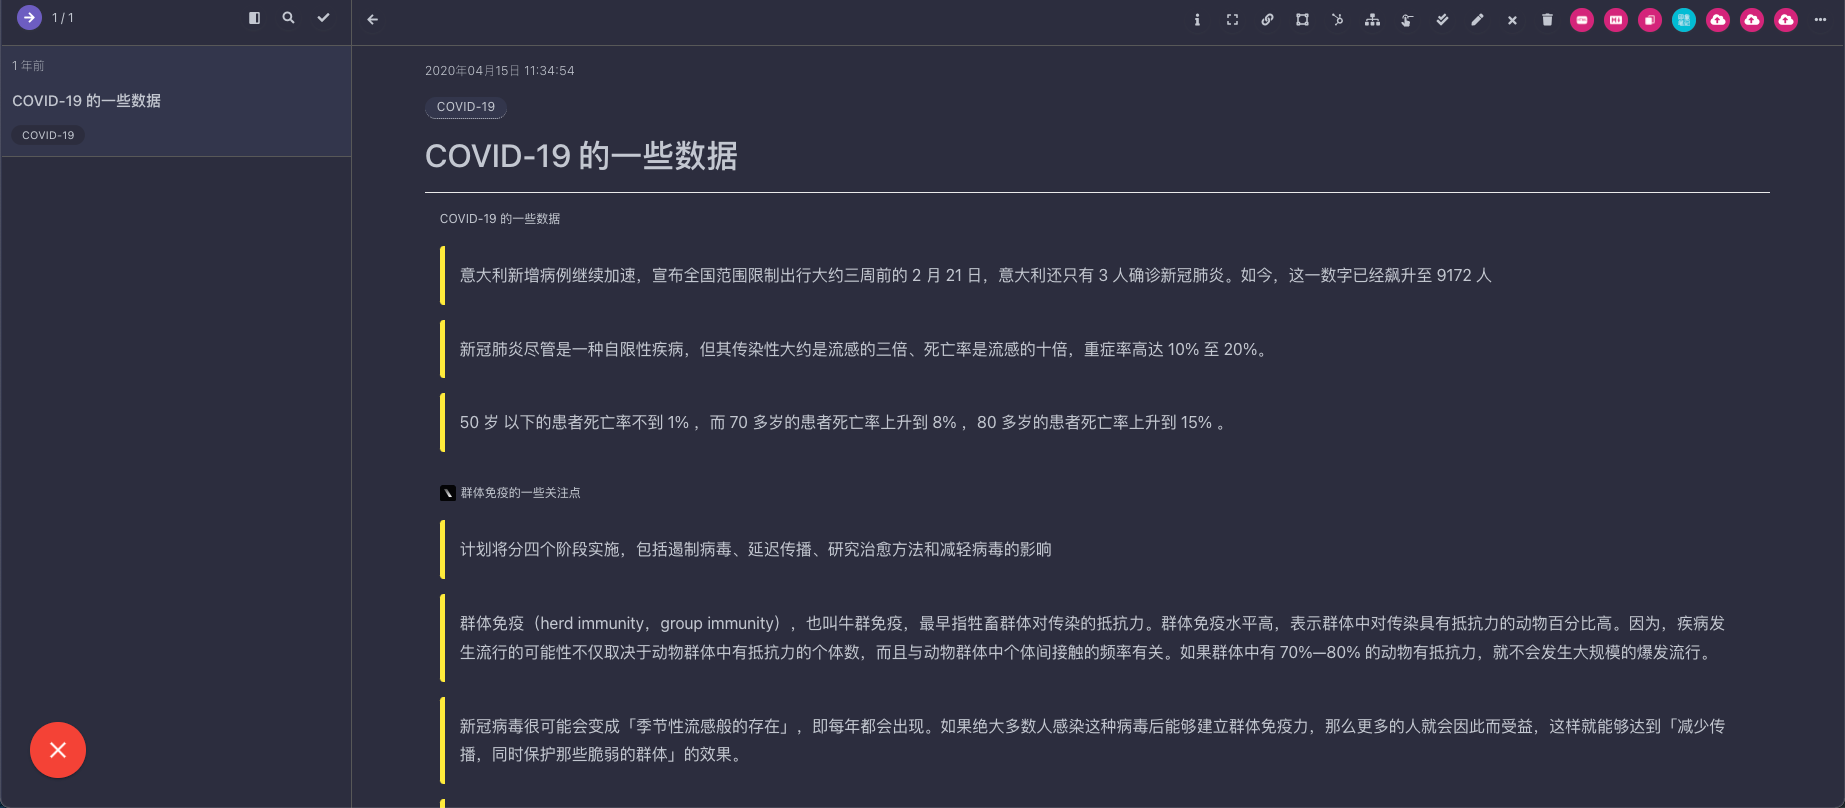 1 / 1
1 年前
COVID-19 的一些数据
COVID-19
2020年04月15日 11:34:54
COVID-19
COVID-19 的一些数据
COVID-19 的一些数据
意大利新增病例继续加速，宣布全国范围限制出行大约三周前的 2 月 21 日，意大利还只有 3 人确诊新冠肺炎。如今，这一数字已经飙升至 9172 人
新冠肺炎尽管是一种自限性疾病，但其传染性大约是流感的三倍、死亡率是流感的十倍，重症率高达 10% 至 20%。
50 岁 以下的患者死亡率不到 1% ，而 70 多岁的患者死亡率上升到 8% ，80 多岁的患者死亡率上升到 15% 。
群体免疫的一些关注点
计划将分四个阶段实施，包括遏制病毒、延迟传播、研究治愈方法和减轻病毒的影响
群体免疫（herd immunity，group immunity），也叫牛群免疫，最早指牲畜群体对传染的抵抗力。群体免疫水平高，表示群体中对传染具有抵抗力的动物百分比高。因为，疾病发
生流行的可能性不仅取决于动物群体中有抵抗力的个体数，而且与动物群体中个体间接触的频率有关。如果群体中有 70%—80% 的动物有抵抗力，就不会发生大规模的爆发流行。
新冠病毒很可能会变成「季节性流感般的存在」，即每年都会出现。如果绝大多数人感染这种病毒后能够建立群体免疫力，那么更多的人就会因此而受益，这样就能够达到「减少传
播，同时保护那些脆弱的群体」的效果。